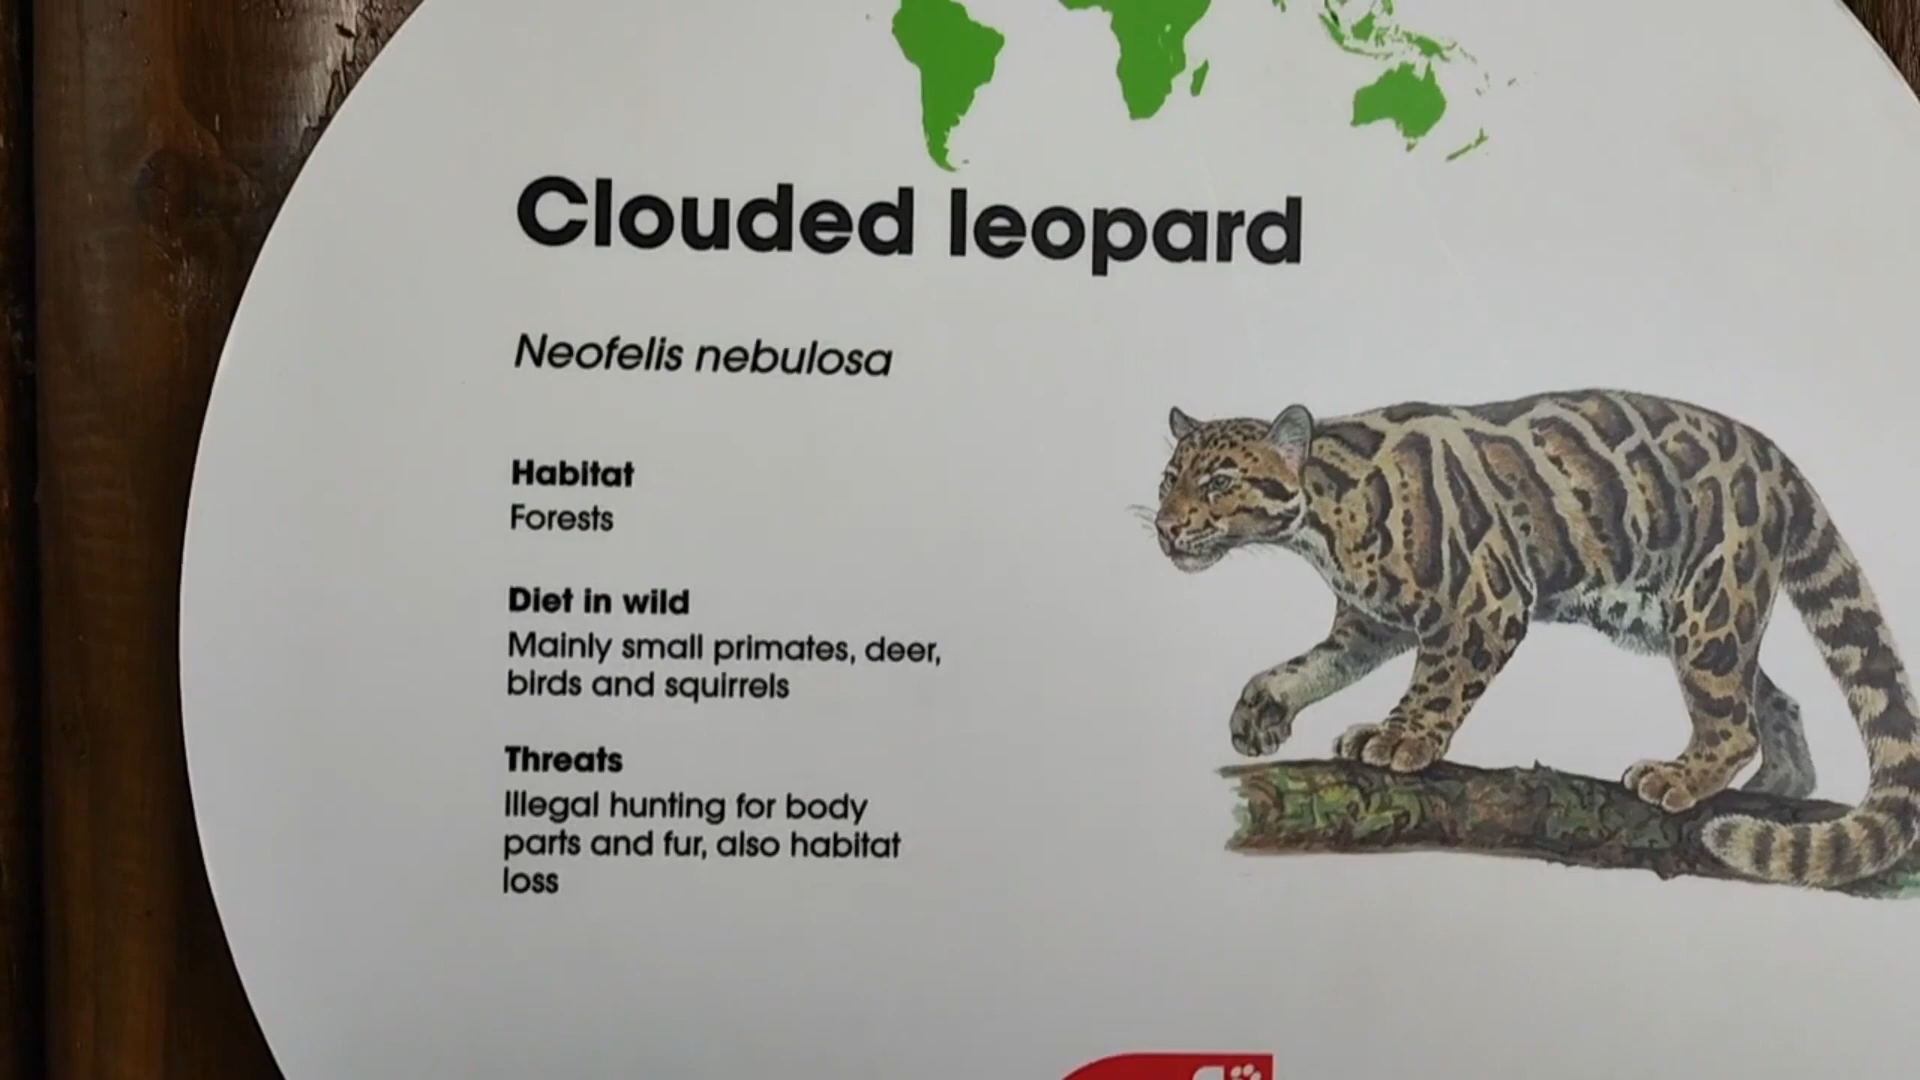 Clouded leopard
Neofelis nebulosa
Habitat
Forests
Diet in wild
Mainly small primates, deer,
birds and squirrels
Threats
Illegal hunting for body
parts and fur, also habitat
loss